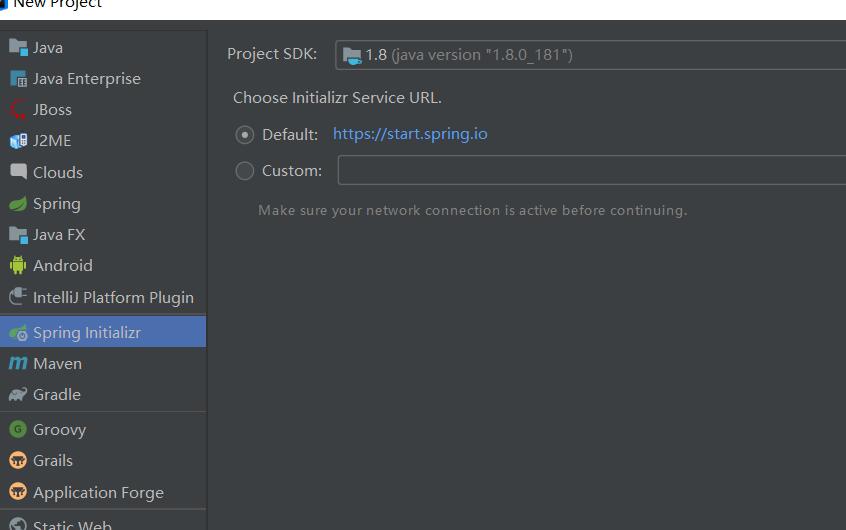 New Project
Java
Java Enterprise
JBoss
J2ME
Clouds
Spring
Java FX
Android
IntelliJ Platform Plugin
Spring Initializr
Maven
Gradle
Groovy
Grails
Application Forge
Static Web
Project SDK: 1.8 (java version "1.8.0_181")
Choose Initializr Service URL.
Default: https://start.spring.io
Custom:
Make sure your network connection is active before continuing.